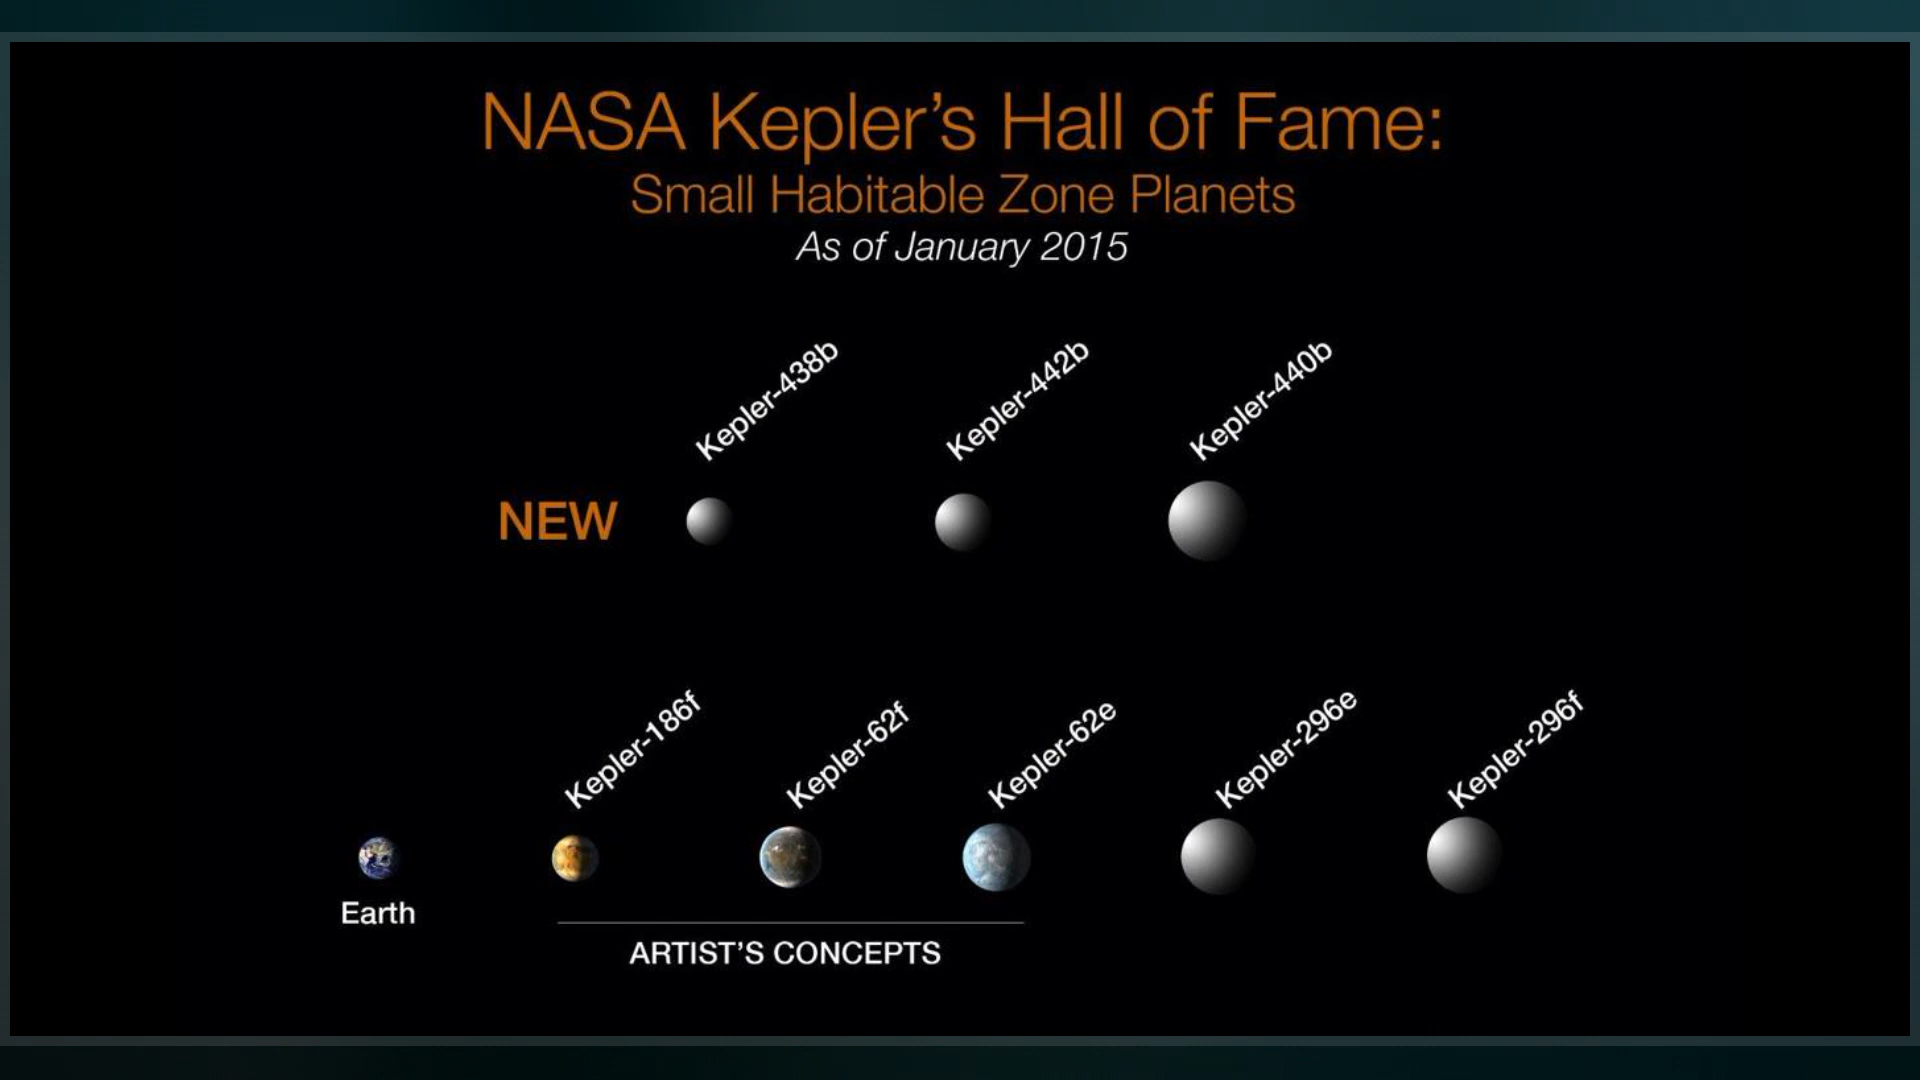 NASA Kepler’s Hall of Fame:
Small Habitable Zone Planets
As of January 2015
Kepler-438b
Kepler-442b
Kepler-440b
NEW
Kepler-186f
Kepler-62f
Kepler-62e
Kepler-296e
Kepler-296f
Earth
ARTIST’S CONCEPTS